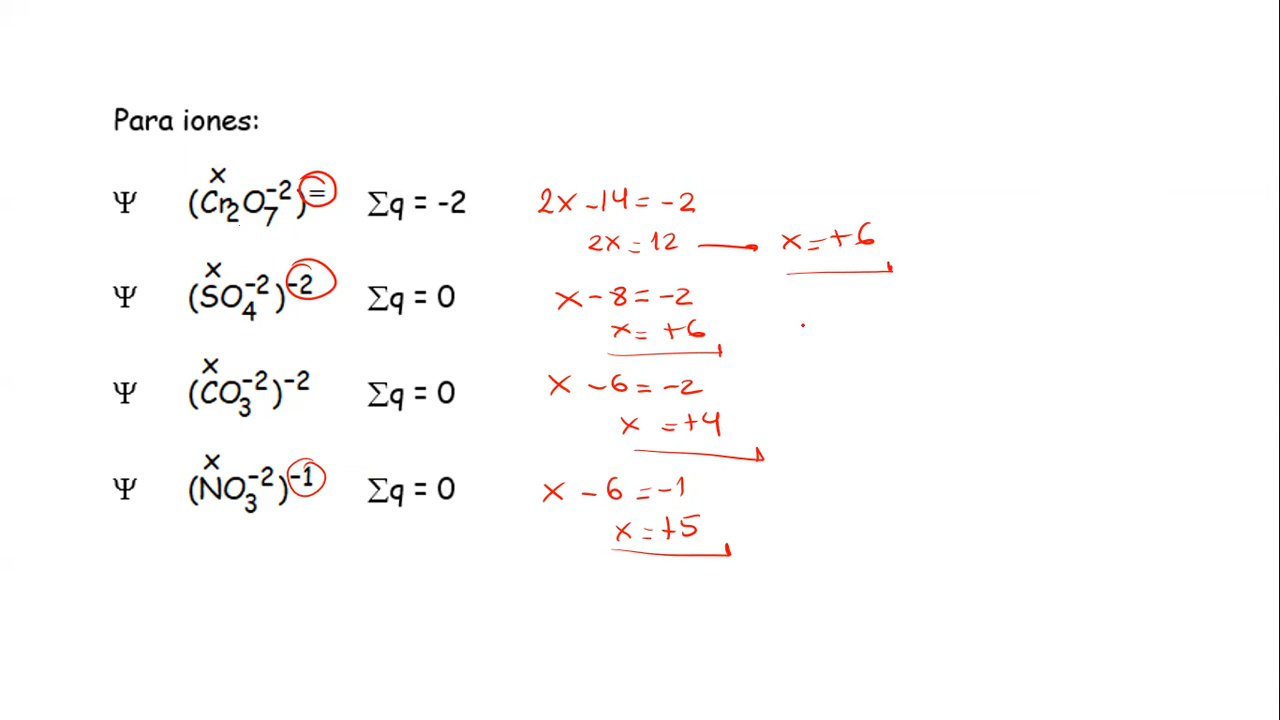 Para iones:
Ψ (Cr₂O₇⁻²)⁼ Σq = -2 2x - 14 = -2
2x = 12 → x = +6
Ψ (SO₄⁻²)⁻² Σq = 0 x - 8 = -2
x = +6
Ψ (CO₃⁻²)⁻² Σq = 0 x - 6 = -2
x = +4
Ψ (NO₃⁻²)⁻¹ Σq = 0 x - 6 = -1
x = +5
x
x
x
x